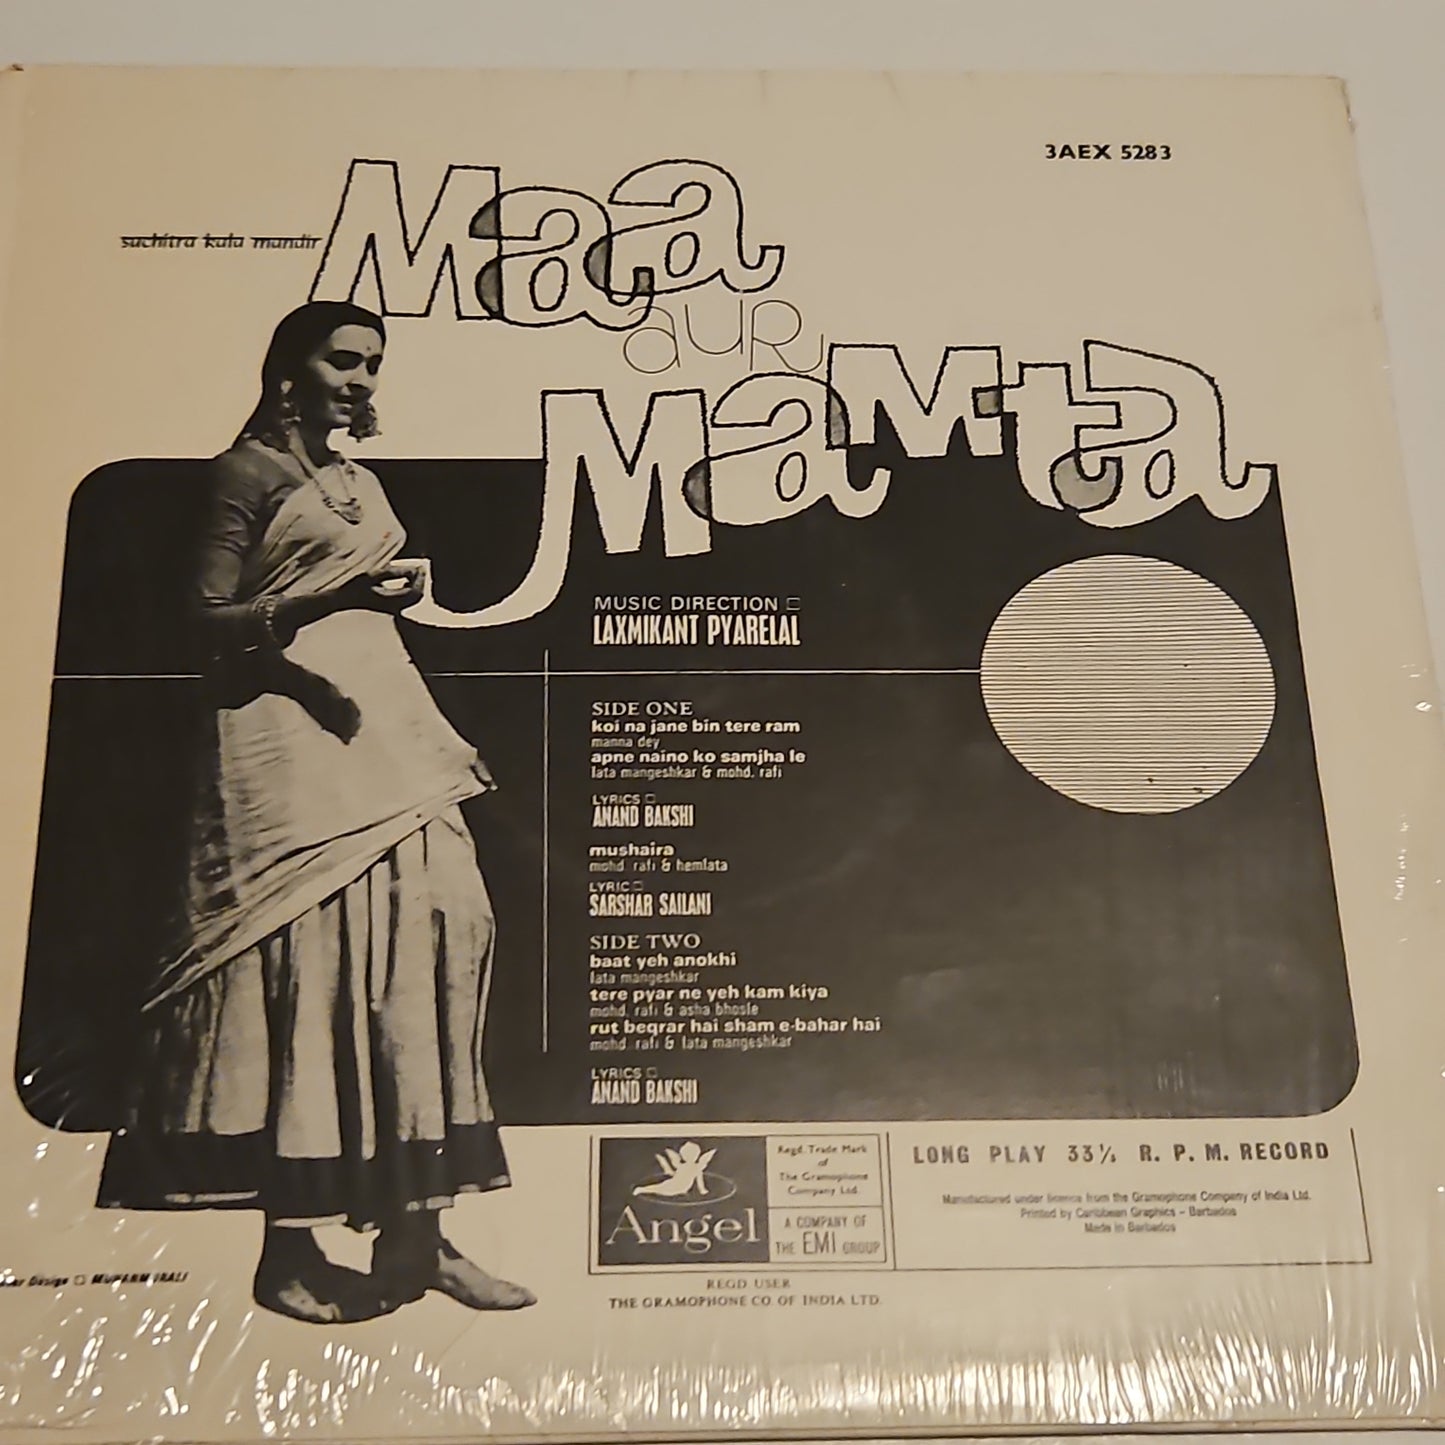 3AEX 5283
suchitra kala mandir
Maa
aur
Mamta
MUSIC DIRECTION
LAXMIKANT PYARELAL
SIDE ONE
koi na jane bin tere ram
manna dey
apne naino ko samjha le
lata mangeshkar & mohd. rafi
LYRICS
ANAND BAKSHI
mushaira
mohd. rafi & hemlata
LYRIC
SARSHAR SAILANI
SIDE TWO
baat yeh anokhi
lata mangeshkar
tere pyar ne yeh kam kiya
mohd. rafi & asha bhosle
rut beqrar hai sham e-bahar hai
mohd. rafi & lata mangeshkar
LYRICS
ANAND BAKSHI
Angel
Regd. Trade Mark
of
The Gramophone
Company Ltd.
A COMPANY OF
THE EMI GROUP
REGD. USER
THE GRAMOPHONE CO. OF INDIA LTD.
LONG PLAY 33⅓ R. P. M. RECORD
Manufactured under licence from the Gramophone Company of India Ltd.
Printed by Caribbean Graphics - Barbados
Made in Barbados
Design